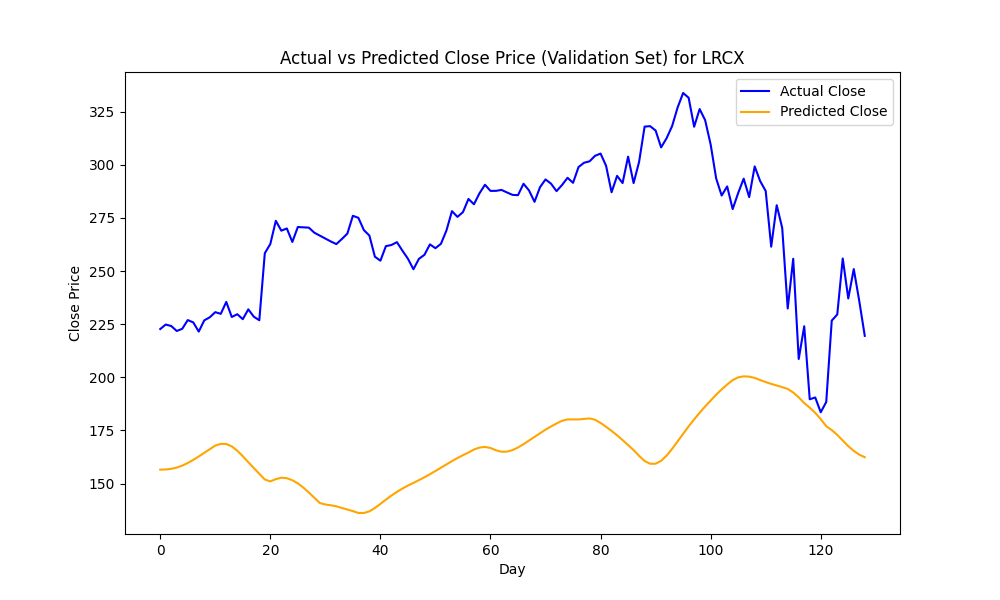 Actual vs Predicted Close Price (Validation Set) for LRCX
Actual Close
Predicted Close
Close Price
325
300
275
250
225
200
175
150
0 20 40 60 80 100 120
Day